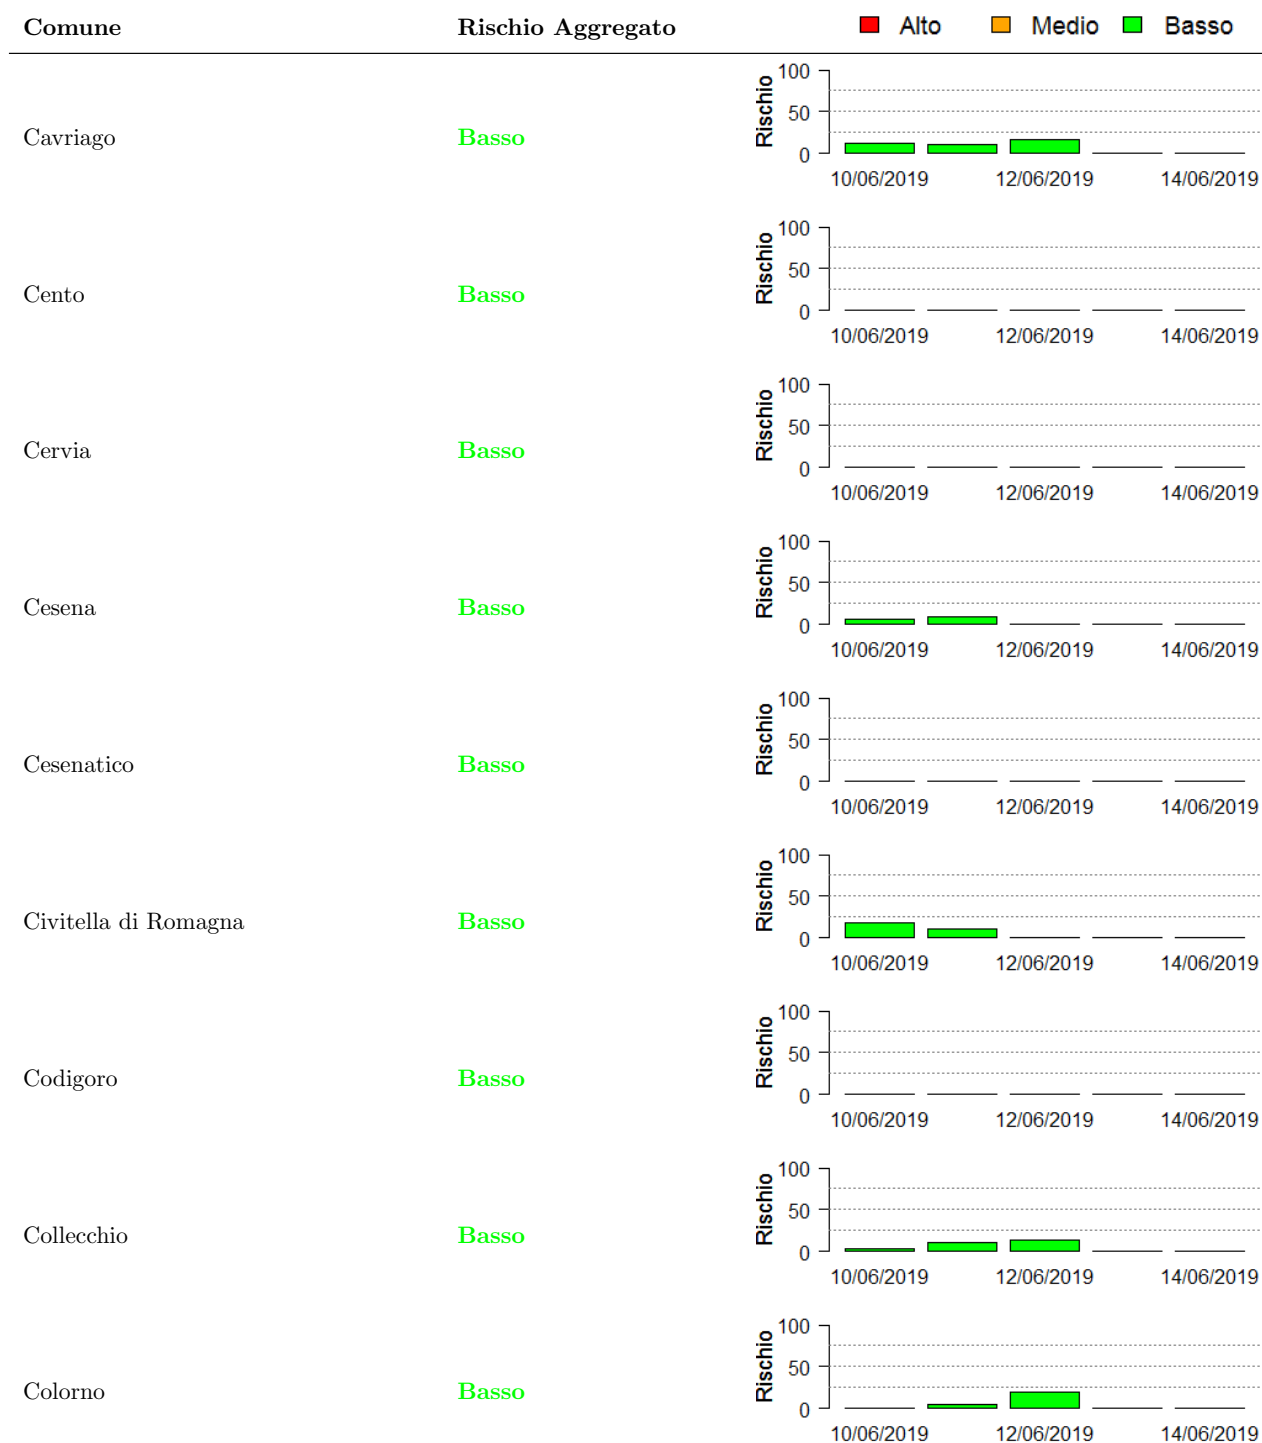 Comune Rischio Aggregato Alto Medio Basso
Cavriago Basso Rischio 100 50 0
10/06/2019 12/06/2019 14/06/2019
Cento Basso Rischio 100 50 0
10/06/2019 12/06/2019 14/06/2019
Cervia Basso Rischio 100 50 0
10/06/2019 12/06/2019 14/06/2019
Cesena Basso Rischio 100 50 0
10/06/2019 12/06/2019 14/06/2019
Cesenatico Basso Rischio 100 50 0
10/06/2019 12/06/2019 14/06/2019
Civitella di Romagna Basso Rischio 100 50 0
10/06/2019 12/06/2019 14/06/2019
Codigoro Basso Rischio 100 50 0
10/06/2019 12/06/2019 14/06/2019
Collecchio Basso Rischio 100 50 0
10/06/2019 12/06/2019 14/06/2019
Colorno Basso Rischio 100 50 0
10/06/2019 12/06/2019 14/06/2019